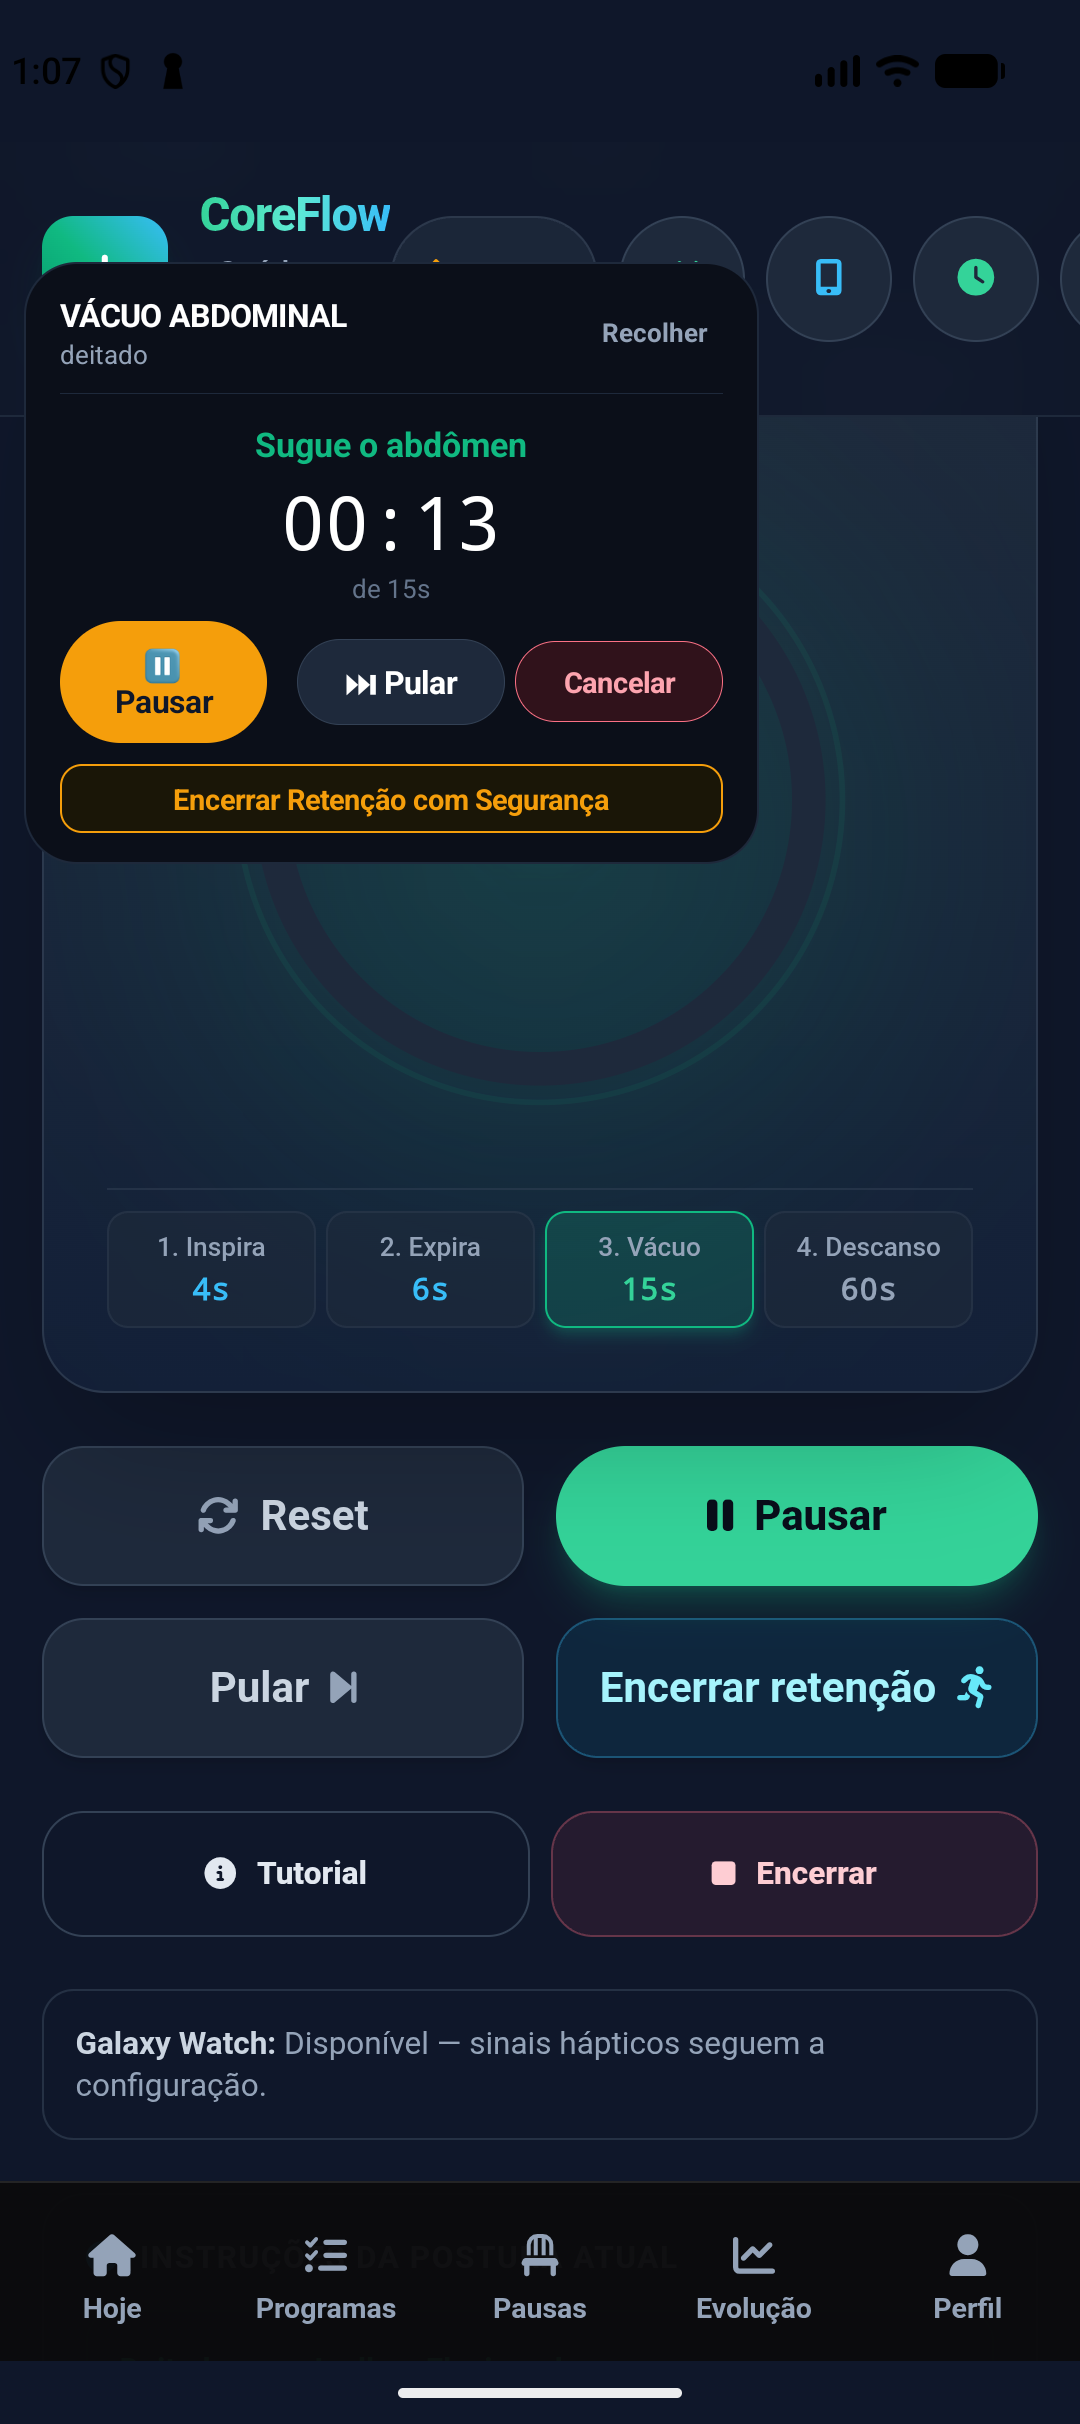 1:07
CoreFlow
VÁCUO ABDOMINAL
deitado
Recolher
Sugue o abdômen
00:13
de 15s
Pausar
Pular
Cancelar
Encerrar Retenção com Segurança
1. Inspira
4s
2. Expira
6s
3. Vácuo
15s
4. Descanso
60s
Reset
Pausar
Pular
Encerrar retenção
Tutorial
Encerrar
Galaxy Watch: Disponível — sinais hápticos seguem a
configuração.
Hoje
Programas
Pausas
Evolução
Perfil